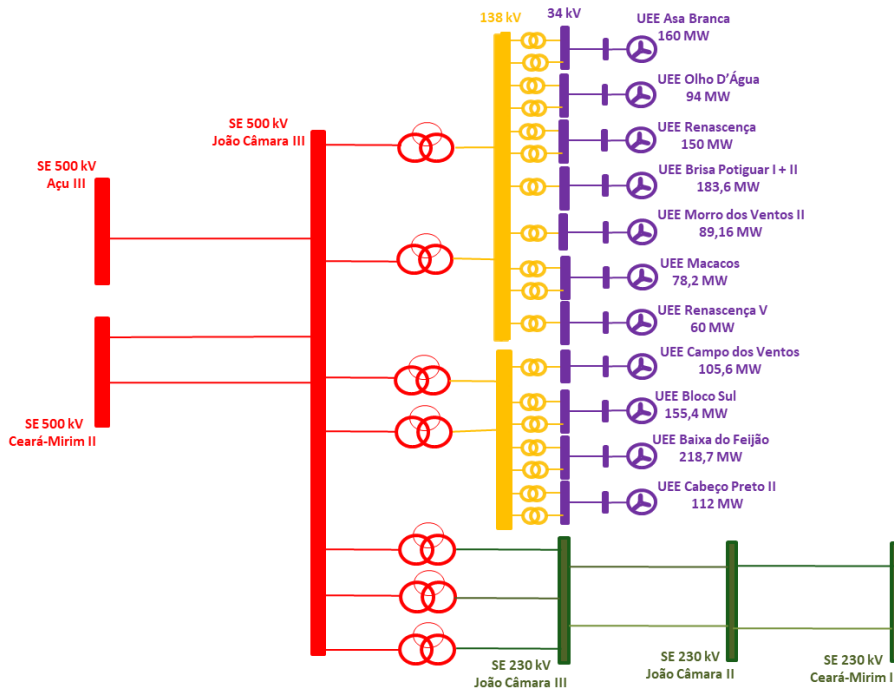 138 kV
34 kV
UEE Asa Branca
160 MW
UEE Olho D'Água
94 MW
UEE Renascença
150 MW
UEE Brisa Potiguar I + II
183,6 MW
UEE Morro dos Ventos II
89,16 MW
UEE Macacos
78,2 MW
UEE Renascença V
60 MW
UEE Campo dos Ventos
105,6 MW
UEE Bloco Sul
155,4 MW
UEE Baixa do Feijão
218,7 MW
UEE Cabeço Preto II
112 MW
SE 500 kV
João Câmara III
SE 500 kV
Açu III
SE 500 kV
Ceará-Mirim II
SE 230 kV
João Câmara III
SE 230 kV
João Câmara II
SE 230 kV
Ceará-Mirim I